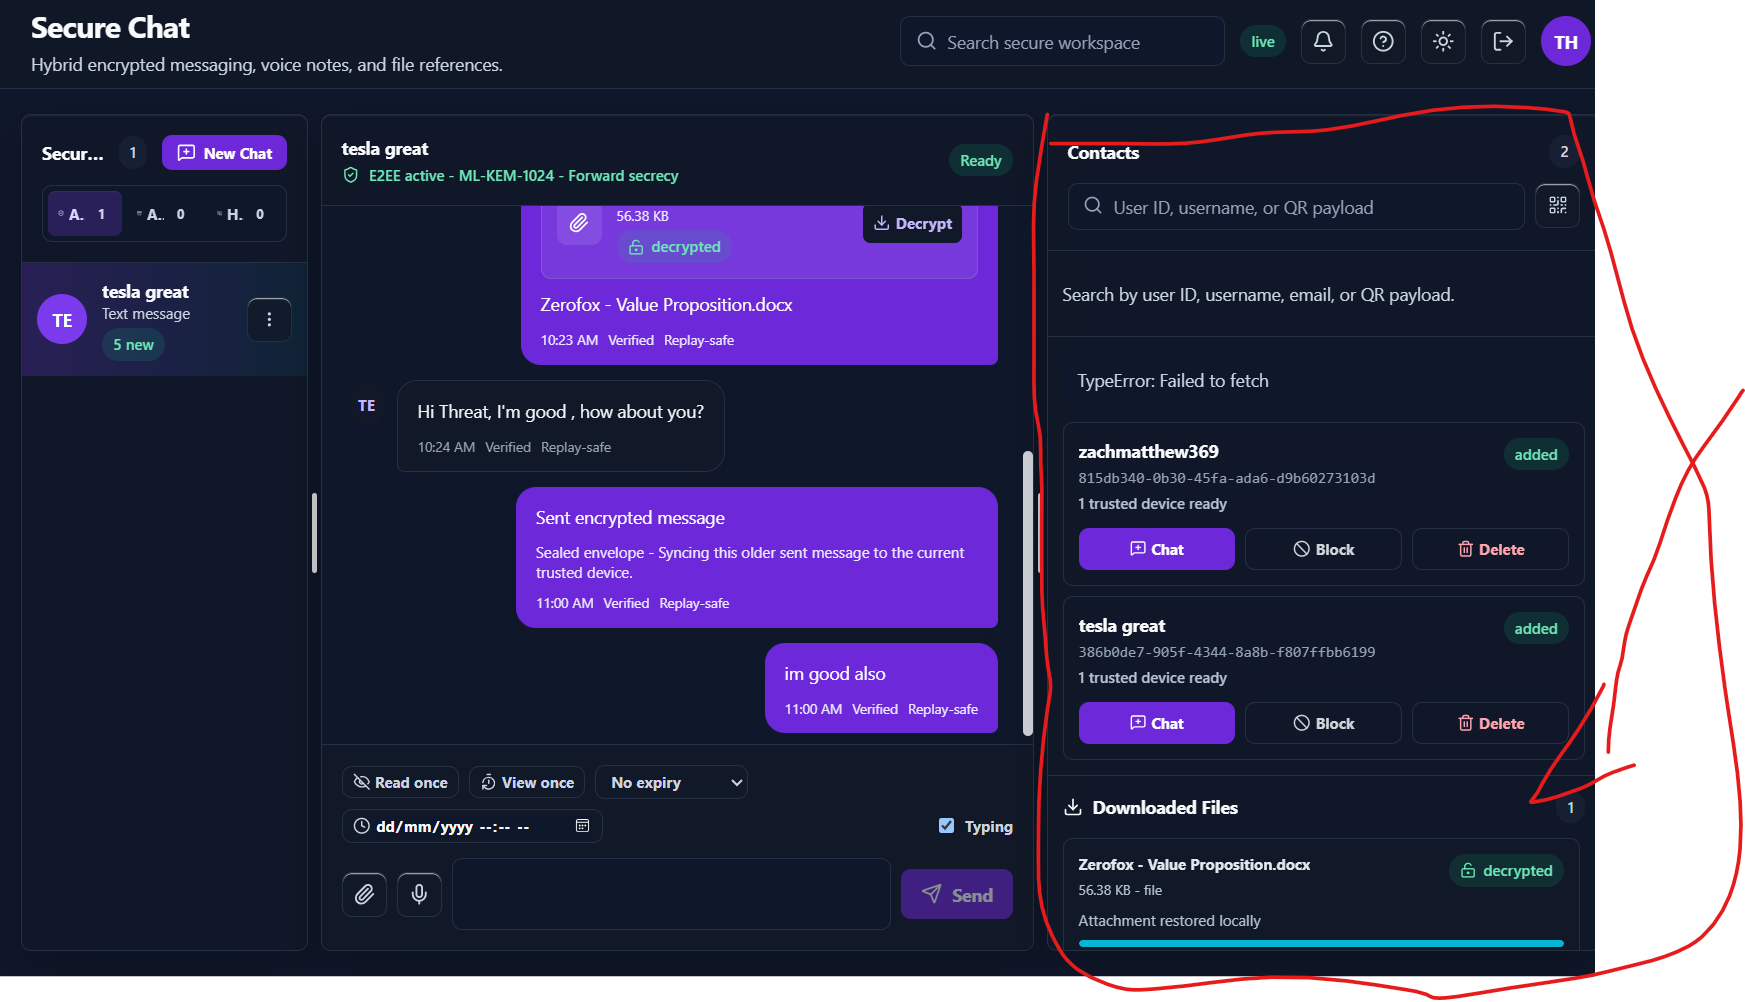 Secure Chat
Hybrid encrypted messaging, voice notes, and file references.
Search secure workspace
live
TH
Secur...
1
New Chat
A. 1
A.. 0
H. 0
TE
tesla great
Text message
5 new
tesla great
E2EE active - ML-KEM-1024 - Forward secrecy
Ready
56.38 KB
decrypted
Decrypt
Zerofox - Value Proposition.docx
10:23 AM Verified Replay-safe
TE
Hi Threat, I'm good , how about you?
10:24 AM Verified Replay-safe
Sent encrypted message
Sealed envelope - Syncing this older sent message to the current
trusted device.
11:00 AM Verified Replay-safe
im good also
11:00 AM Verified Replay-safe
Read once
View once
No expiry
dd/mm/yyyy --:-- --
Typing
Send
Contacts
2
User ID, username, or QR payload
Search by user ID, username, email, or QR payload.
TypeError: Failed to fetch
zachmatthew369
added
815db340-0b30-45fa-ada6-d9b60273103d
1 trusted device ready
Chat
Block
Delete
tesla great
added
386b0de7-905f-4344-8a8b-f807ffbb6199
1 trusted device ready
Chat
Block
Delete
Downloaded Files
1
Zerofox - Value Proposition.docx
decrypted
56.38 KB - file
Attachment restored locally